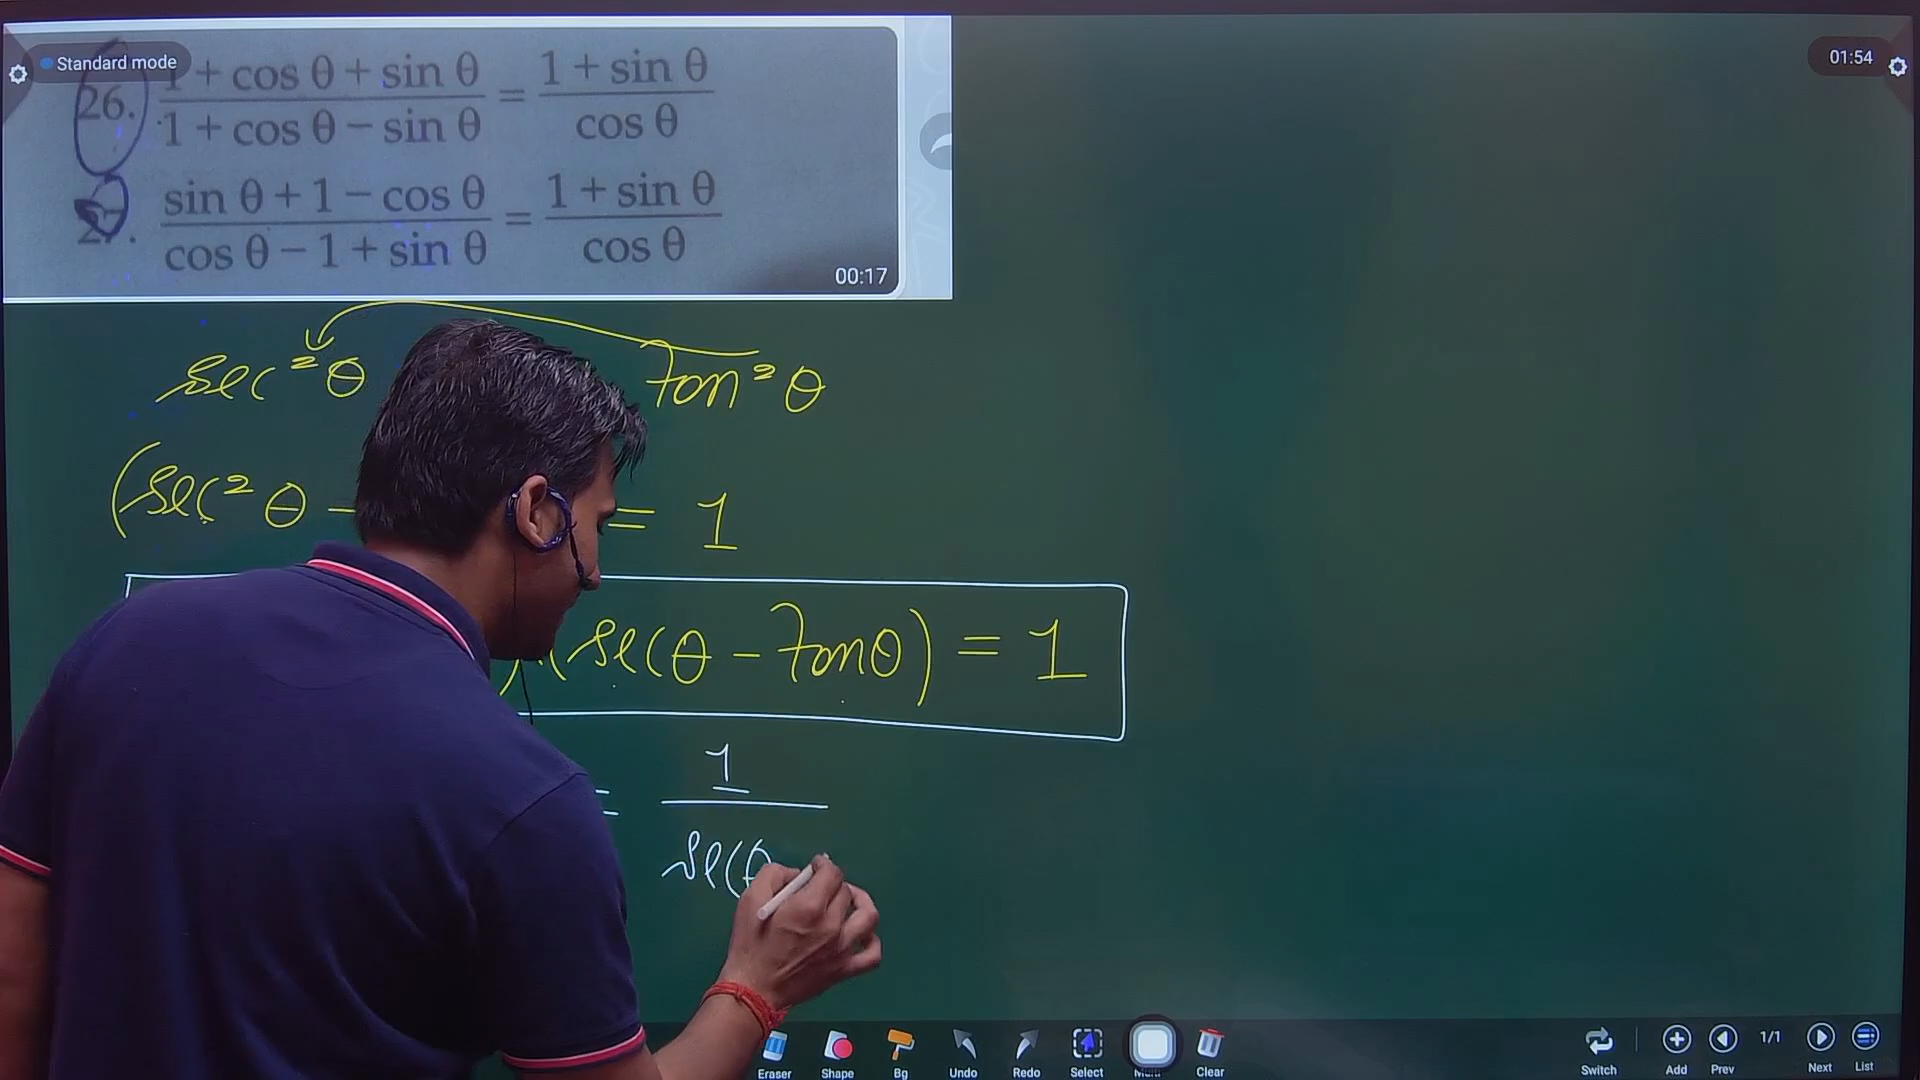 Standard mode
01:54
26. 1 + cos θ + sin θ / 1 + cos θ − sin θ = 1 + sin θ / cos θ
27. sin θ + 1 − cos θ / cos θ − 1 + sin θ = 1 + sin θ / cos θ
00:17
sec²θ tan²θ
(sec²θ − = 1
) · (secθ − tanθ) = 1
= 1 / secθ
Eraser Shape Bg Undo Redo Select Clear Switch Add Prev 1/1 Next List